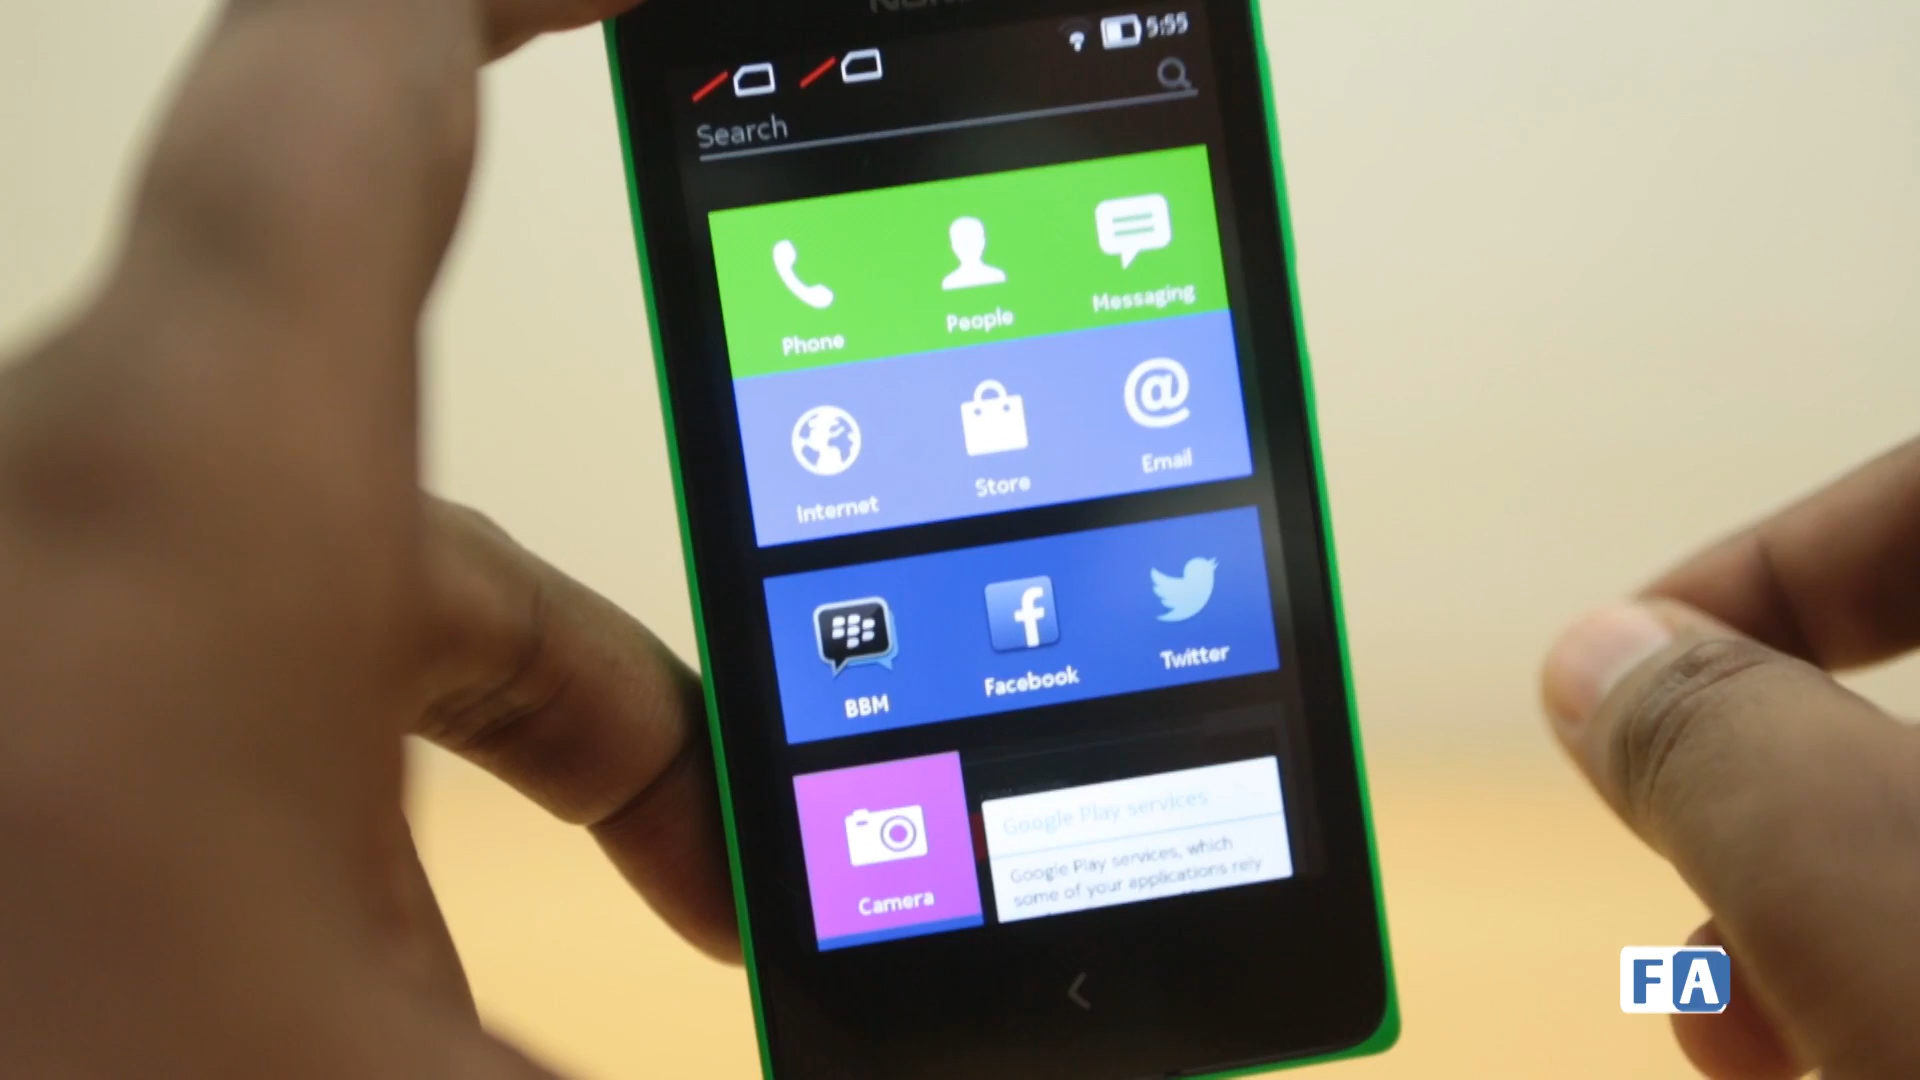 5:55
Search
Phone
People
Messaging
Internet
Store
@
Email
BBM
f
Facebook
Twitter
Camera
Google Play services
Google Play services, which
some of your applications rely
FA